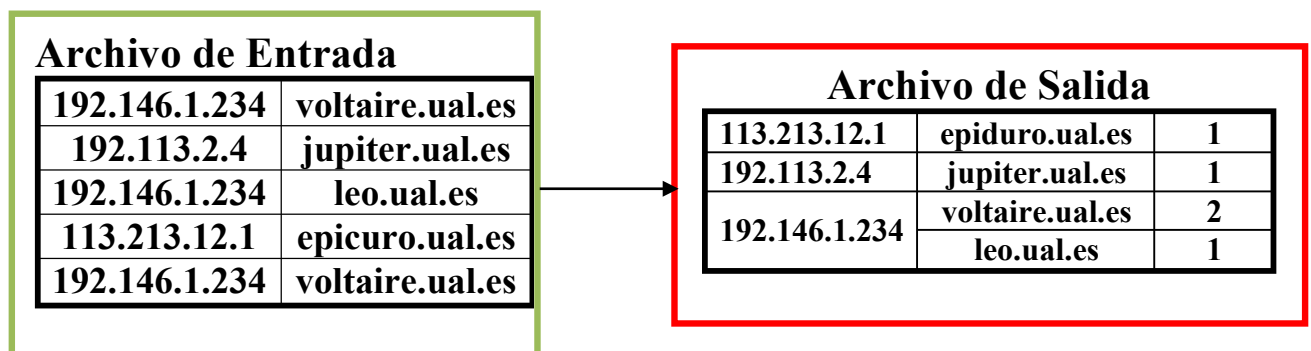 Archivo de Entrada
192.146.1.234 voltaire.ual.es
192.113.2.4 jupiter.ual.es
192.146.1.234 leo.ual.es
113.213.12.1 epicuro.ual.es
192.146.1.234 voltaire.ual.es
Archivo de Salida
113.213.12.1 epiduro.ual.es 1
192.113.2.4 jupiter.ual.es 1
192.146.1.234 voltaire.ual.es 2
leo.ual.es 1